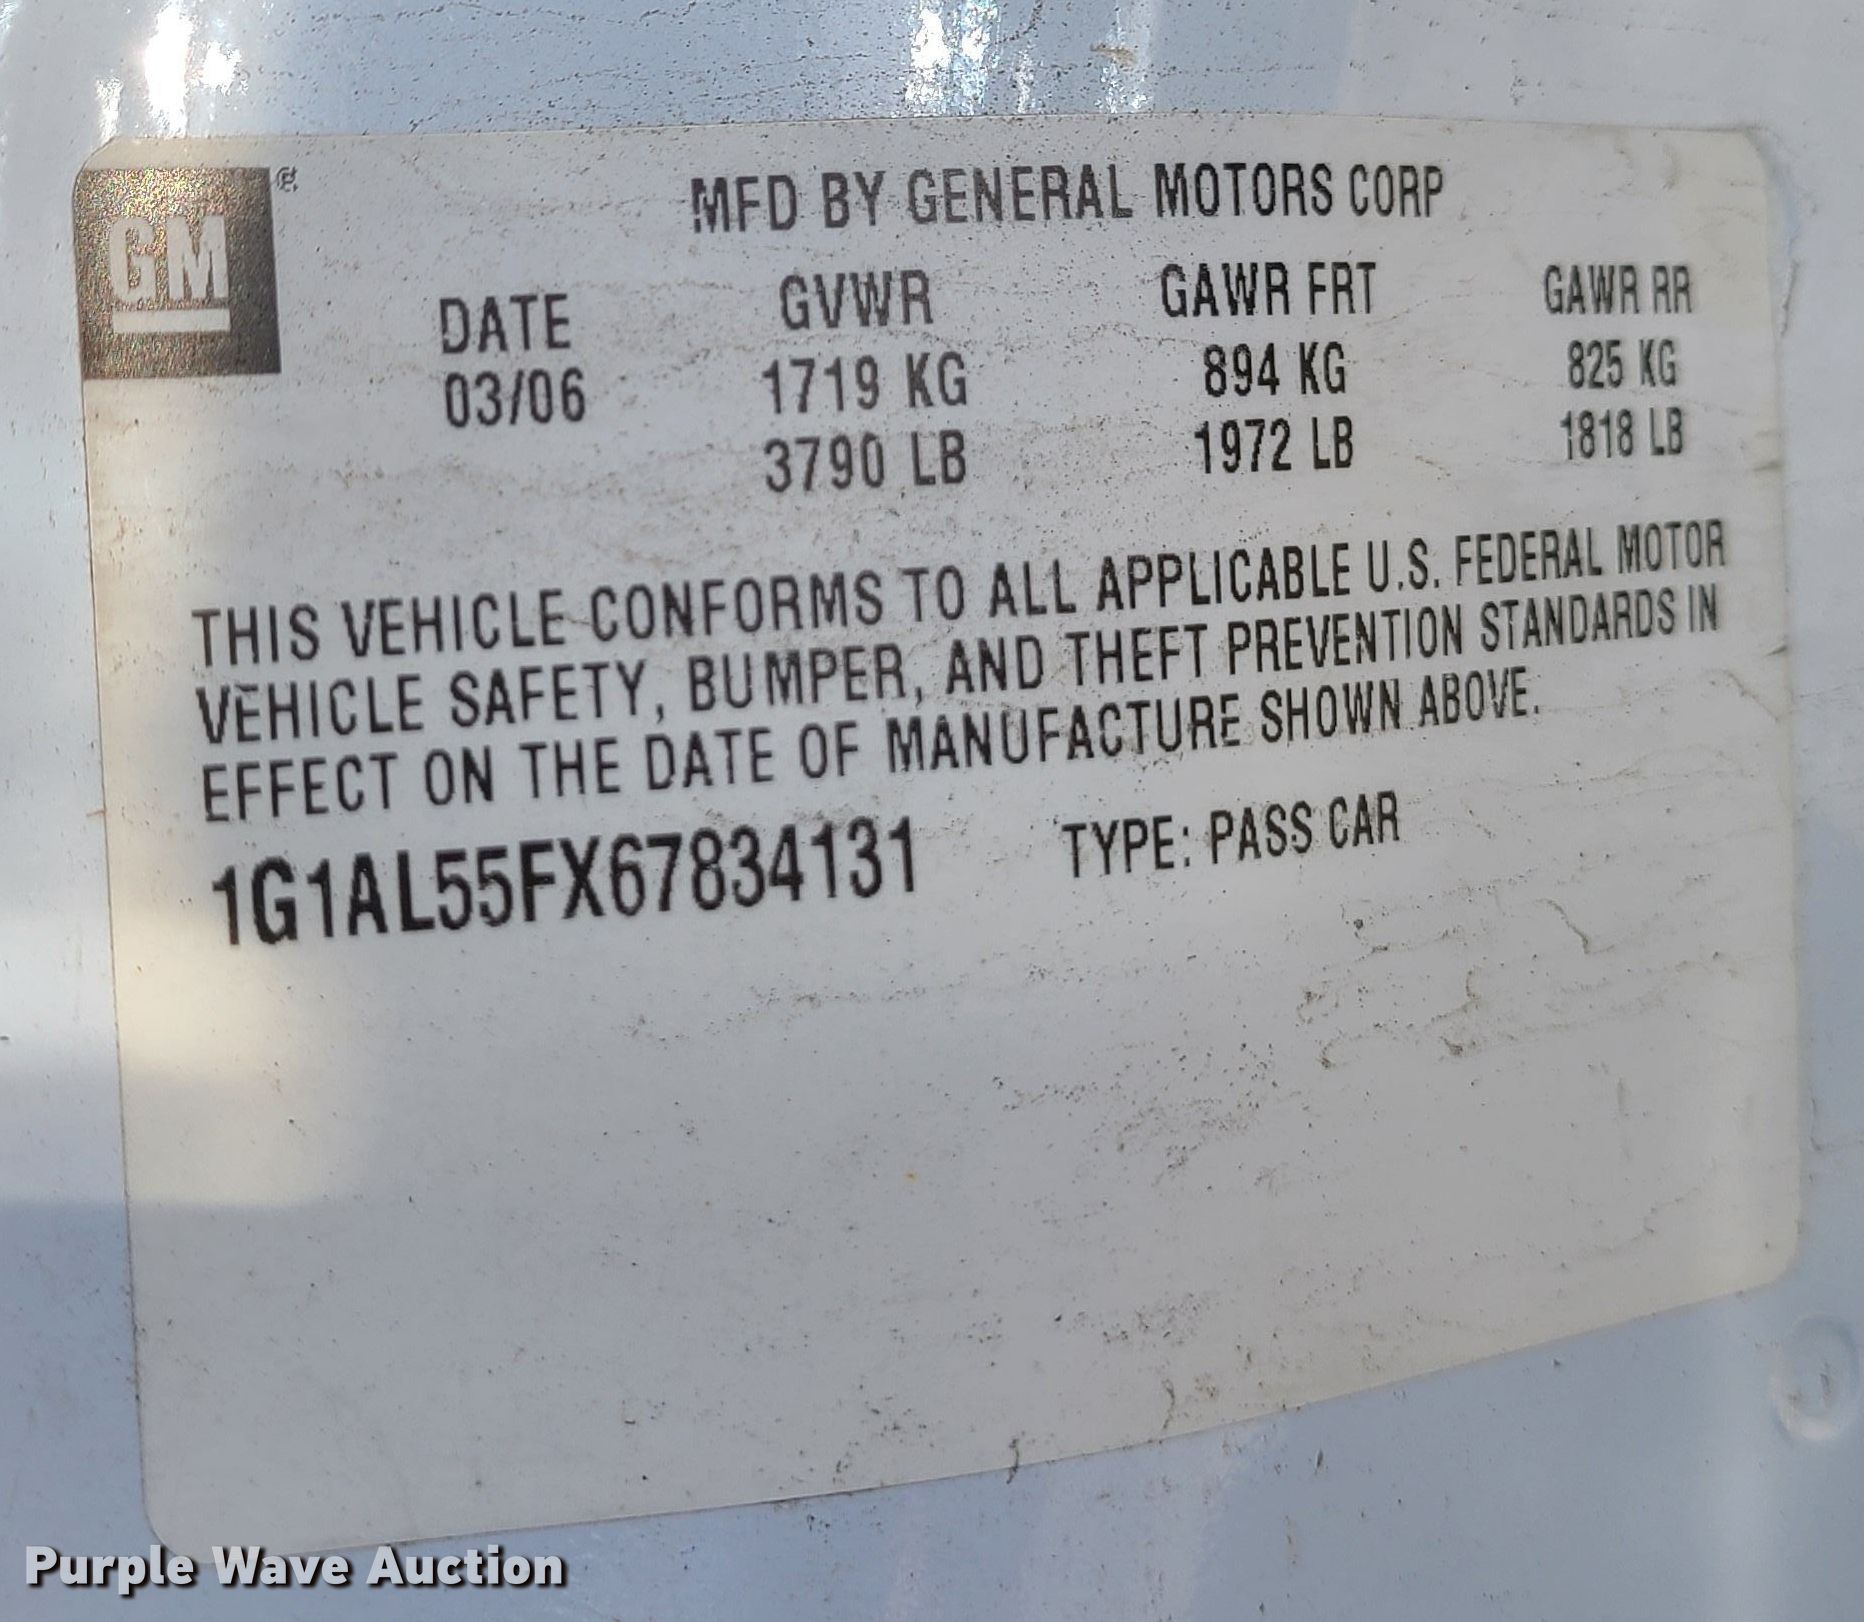 GM ®
MFD BY GENERAL MOTORS CORP
DATE GVWR GAWR FRT GAWR RR
03/06 1719 KG 894 KG 825 KG
3790 LB 1972 LB 1818 LB
THIS VEHICLE CONFORMS TO ALL APPLICABLE U.S. FEDERAL MOTOR
VEHICLE SAFETY, BUMPER, AND THEFT PREVENTION STANDARDS IN
EFFECT ON THE DATE OF MANUFACTURE SHOWN ABOVE.
1G1AL55FX67834131 TYPE: PASS CAR
Purple Wave Auction